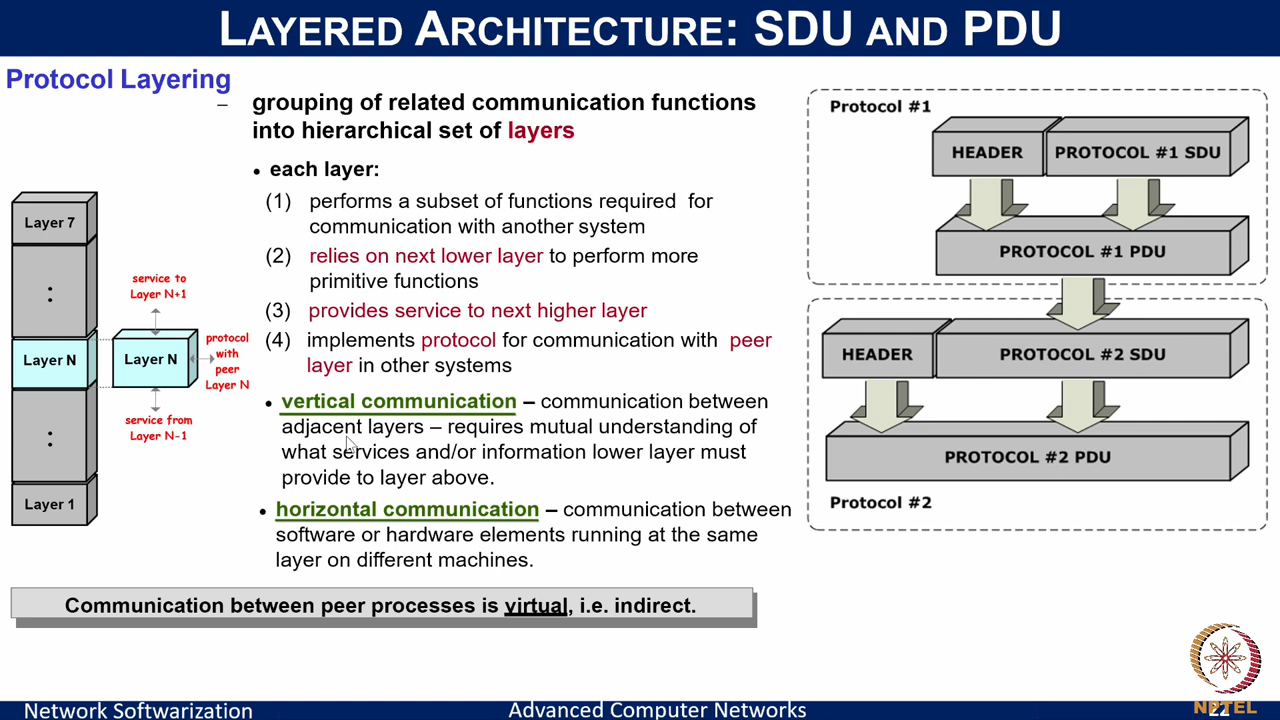 LAYERED ARCHITECTURE: SDU AND PDU
Protocol Layering
– grouping of related communication functions
into hierarchical set of layers
• each layer:
(1) performs a subset of functions required for
communication with another system
(2) relies on next lower layer to perform more
primitive functions
(3) provides service to next higher layer
(4) implements protocol for communication with peer
layer in other systems
• vertical communication – communication between
adjacent layers – requires mutual understanding of
what services and/or information lower layer must
provide to layer above.
• horizontal communication – communication between
software or hardware elements running at the same
layer on different machines.
Communication between peer processes is virtual, i.e. indirect.
Layer 7
:
Layer N
:
Layer 1
service to
Layer N+1
Layer N
protocol
with
peer
Layer N
service from
Layer N-1
Protocol #1
HEADER
PROTOCOL #1 SDU
PROTOCOL #1 PDU
HEADER
PROTOCOL #2 SDU
PROTOCOL #2 PDU
Protocol #2
Network Softwarization
Advanced Computer Networks
NPTEL